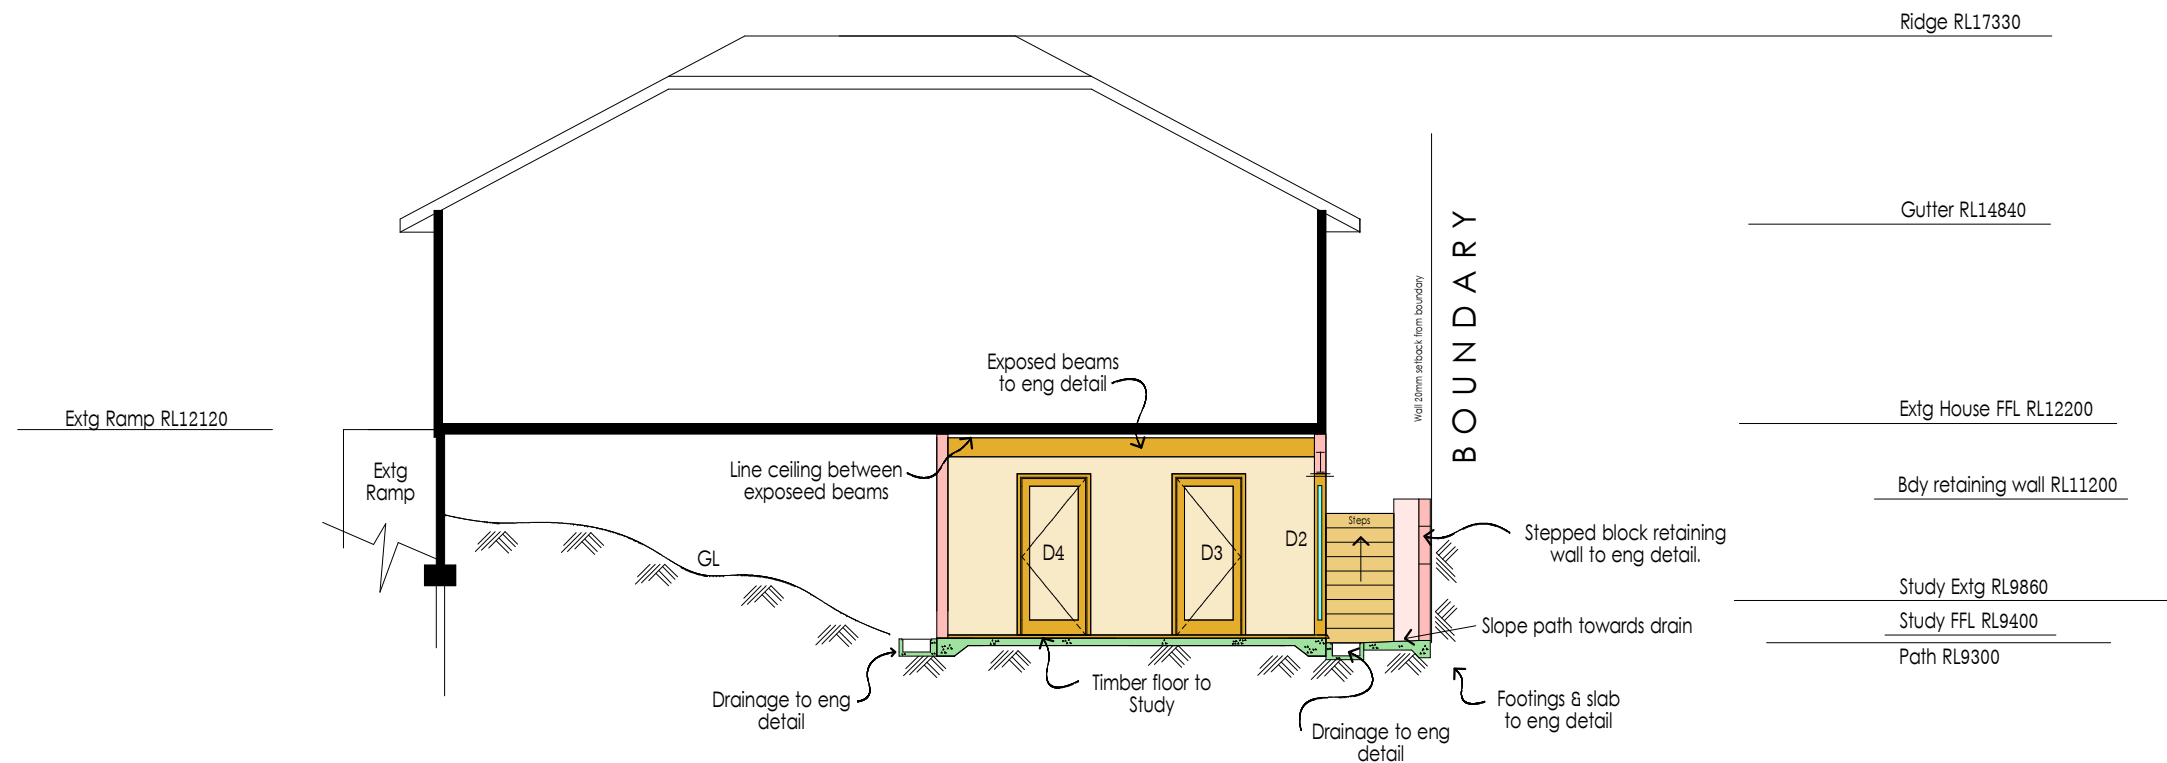 Ridge RL17330
Gutter RL14840
BOUNDARY
Wall 20mm setback from boundary
Exposed beams
to eng detail
Extg Ramp RL12120
Extg House FFL RL12200
Extg
Ramp
Line ceiling between
exposeed beams
Bdy retaining wall RL11200
Steps
Stepped block retaining
wall to eng detail.
D4
D3
D2
GL
Study Extg RL9860
Study FFL RL9400
Slope path towards drain
Path RL9300
Drainage to eng
detail
Timber floor to
Study
Footings & slab
to eng detail
Drainage to eng
detail